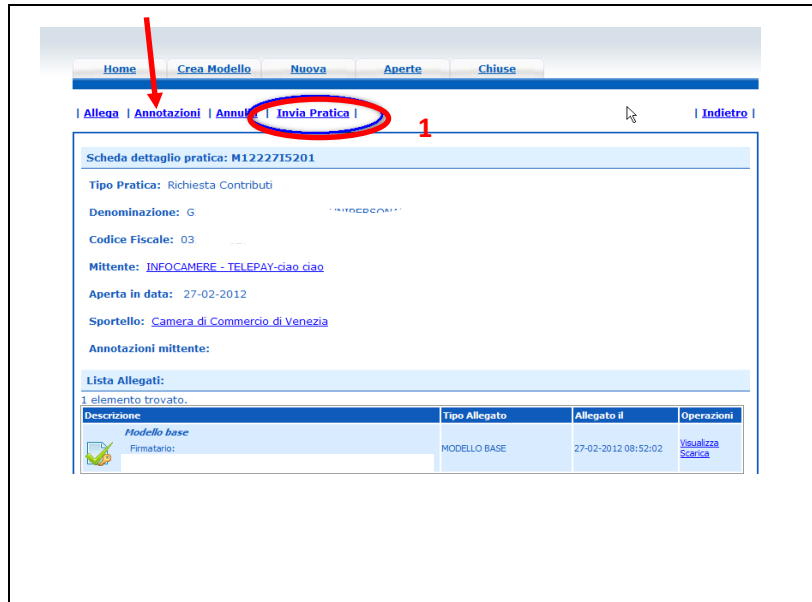 Home Crea Modello Nuova Aperte Chiuse
| Allega | Annotazioni | Annulla | Invia Pratica | 1 | Indietro |
Scheda dettaglio pratica: M12227I5201
Tipo Pratica: Richiesta Contributi
Denominazione: G
Codice Fiscale: 03
Mittente: INFOCAMERE - TELEPAY-ciao ciao
Aperta in data: 27-02-2012
Sportello: Camera di Commercio di Venezia
Annotazioni mittente:
Lista Allegati:
1 elemento trovato.
Descrizione Tipo Allegato Allegato il Operazioni
Modello base
Firmatario: MODELLO BASE 27-02-2012 08:52:02 Visualizza
Scarica